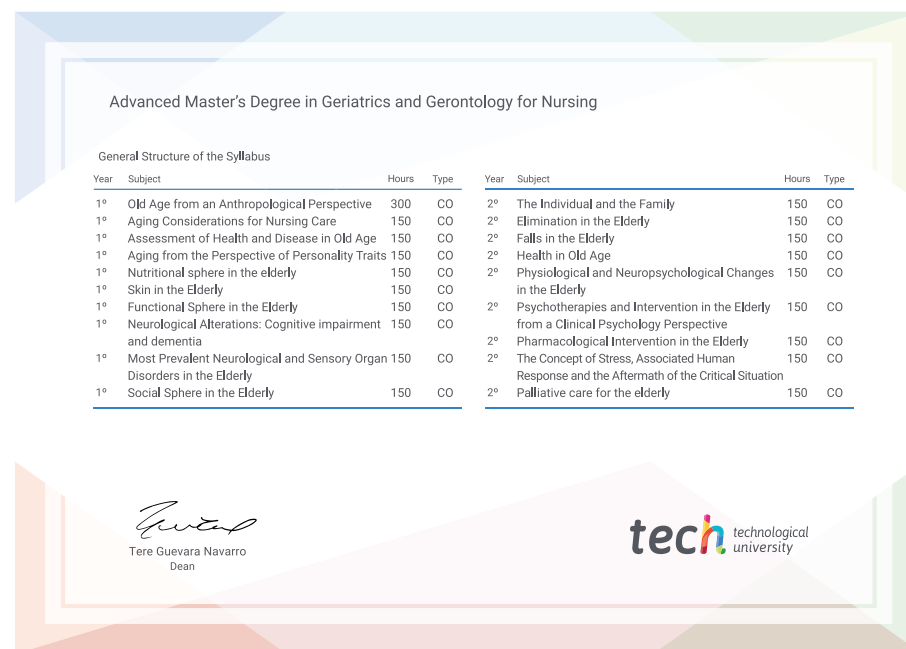 Advanced Master's Degree in Geriatrics and Gerontology for Nursing
General Structure of the Syllabus
Year Subject Hours Type
1º Old Age from an Anthropological Perspective 300 CO
1º Aging Considerations for Nursing Care 150 CO
1º Assessment of Health and Disease in Old Age 150 CO
1º Aging from the Perspective of Personality Traits 150 CO
1º Nutritional sphere in the elderly 150 CO
1º Skin in the Elderly 150 CO
1º Functional Sphere in the Elderly 150 CO
1º Neurological Alterations: Cognitive impairment 150 CO
and dementia
1º Most Prevalent Neurological and Sensory Organ 150 CO
Disorders in the Elderly
1º Social Sphere in the Elderly 150 CO
Year Subject Hours Type
2º The Individual and the Family 150 CO
2º Elimination in the Elderly 150 CO
2º Falls in the Elderly 150 CO
2º Health in Old Age 150 CO
2º Physiological and Neuropsychological Changes 150 CO
in the Elderly
2º Psychotherapies and Intervention in the Elderly 150 CO
from a Clinical Psychology Perspective
2º Pharmacological Intervention in the Elderly 150 CO
2º The Concept of Stress, Associated Human 150 CO
Response and the Aftermath of the Critical Situation
2º Palliative care for the elderly 150 CO
Tere Guevara Navarro
Dean
tech technological
university